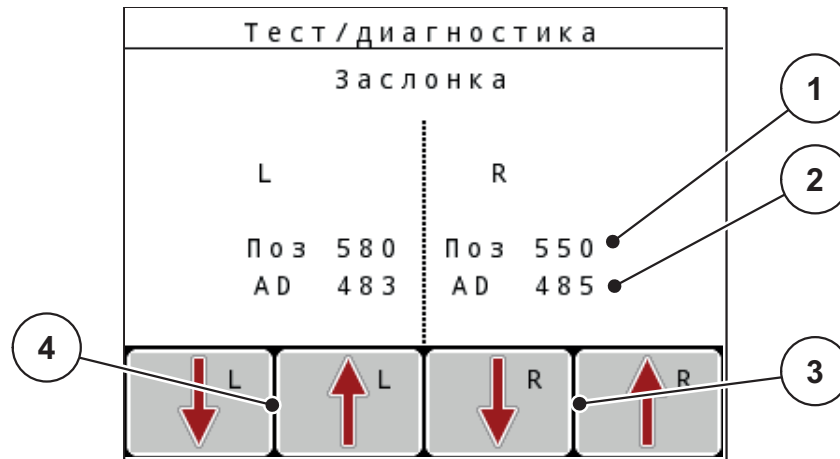 Тест/диагностика
Заслонка
1
L R
2
Поз 580 Поз 550
AD 483 AD 485
4
L L R R
3